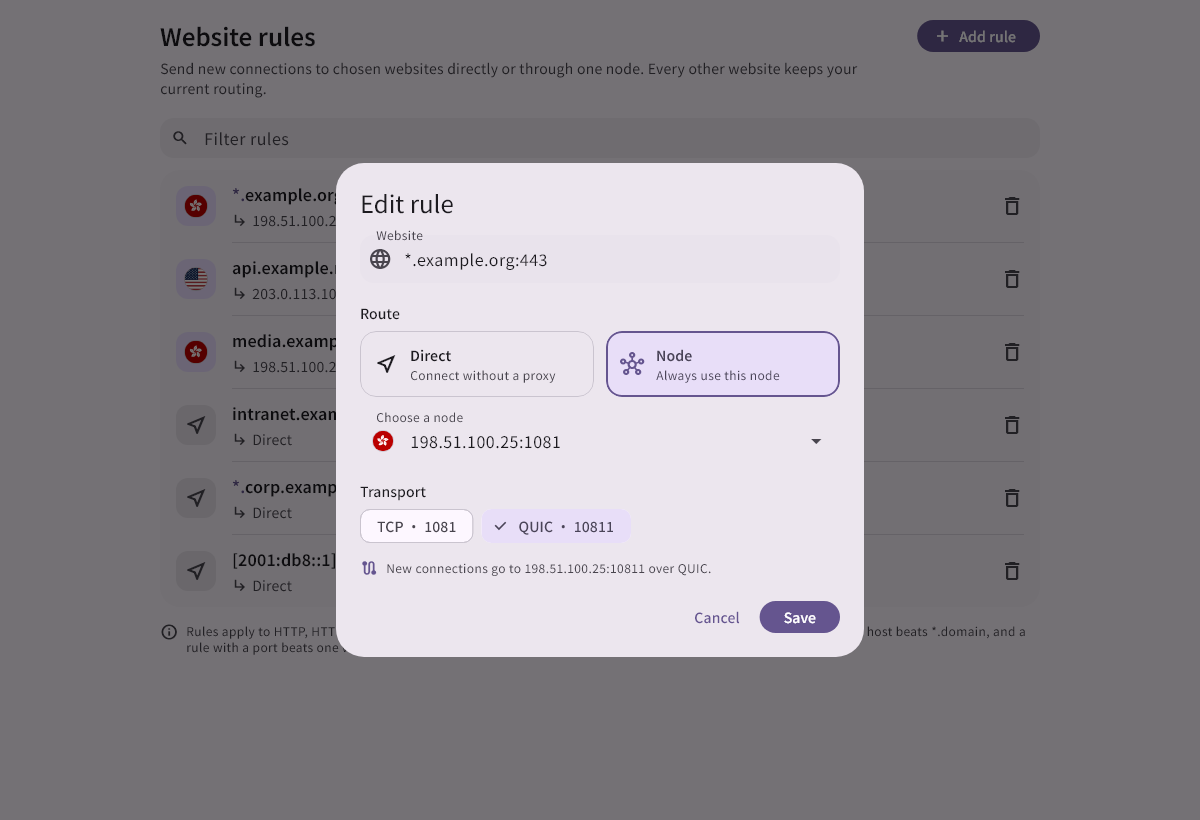 Website rules
+ Add rule
Send new connections to chosen websites directly or through one node. Every other website keeps your
current routing.
Filter rules
*.example.org
198.51.100.2
api.example.
203.0.113.10
media.examp
198.51.100.2
intranet.exam
Direct
*.corp.examp
Direct
[2001:db8::1]
Direct
Rules apply to HTTP, HTT
host beats *.domain, and a
rule with a port beats one
Edit rule
Website
*.example.org:443
Route
Direct
Connect without a proxy
Node
Always use this node
Choose a node
198.51.100.25:1081
Transport
TCP • 1081
QUIC • 10811
New connections go to 198.51.100.25:10811 over QUIC.
Cancel
Save